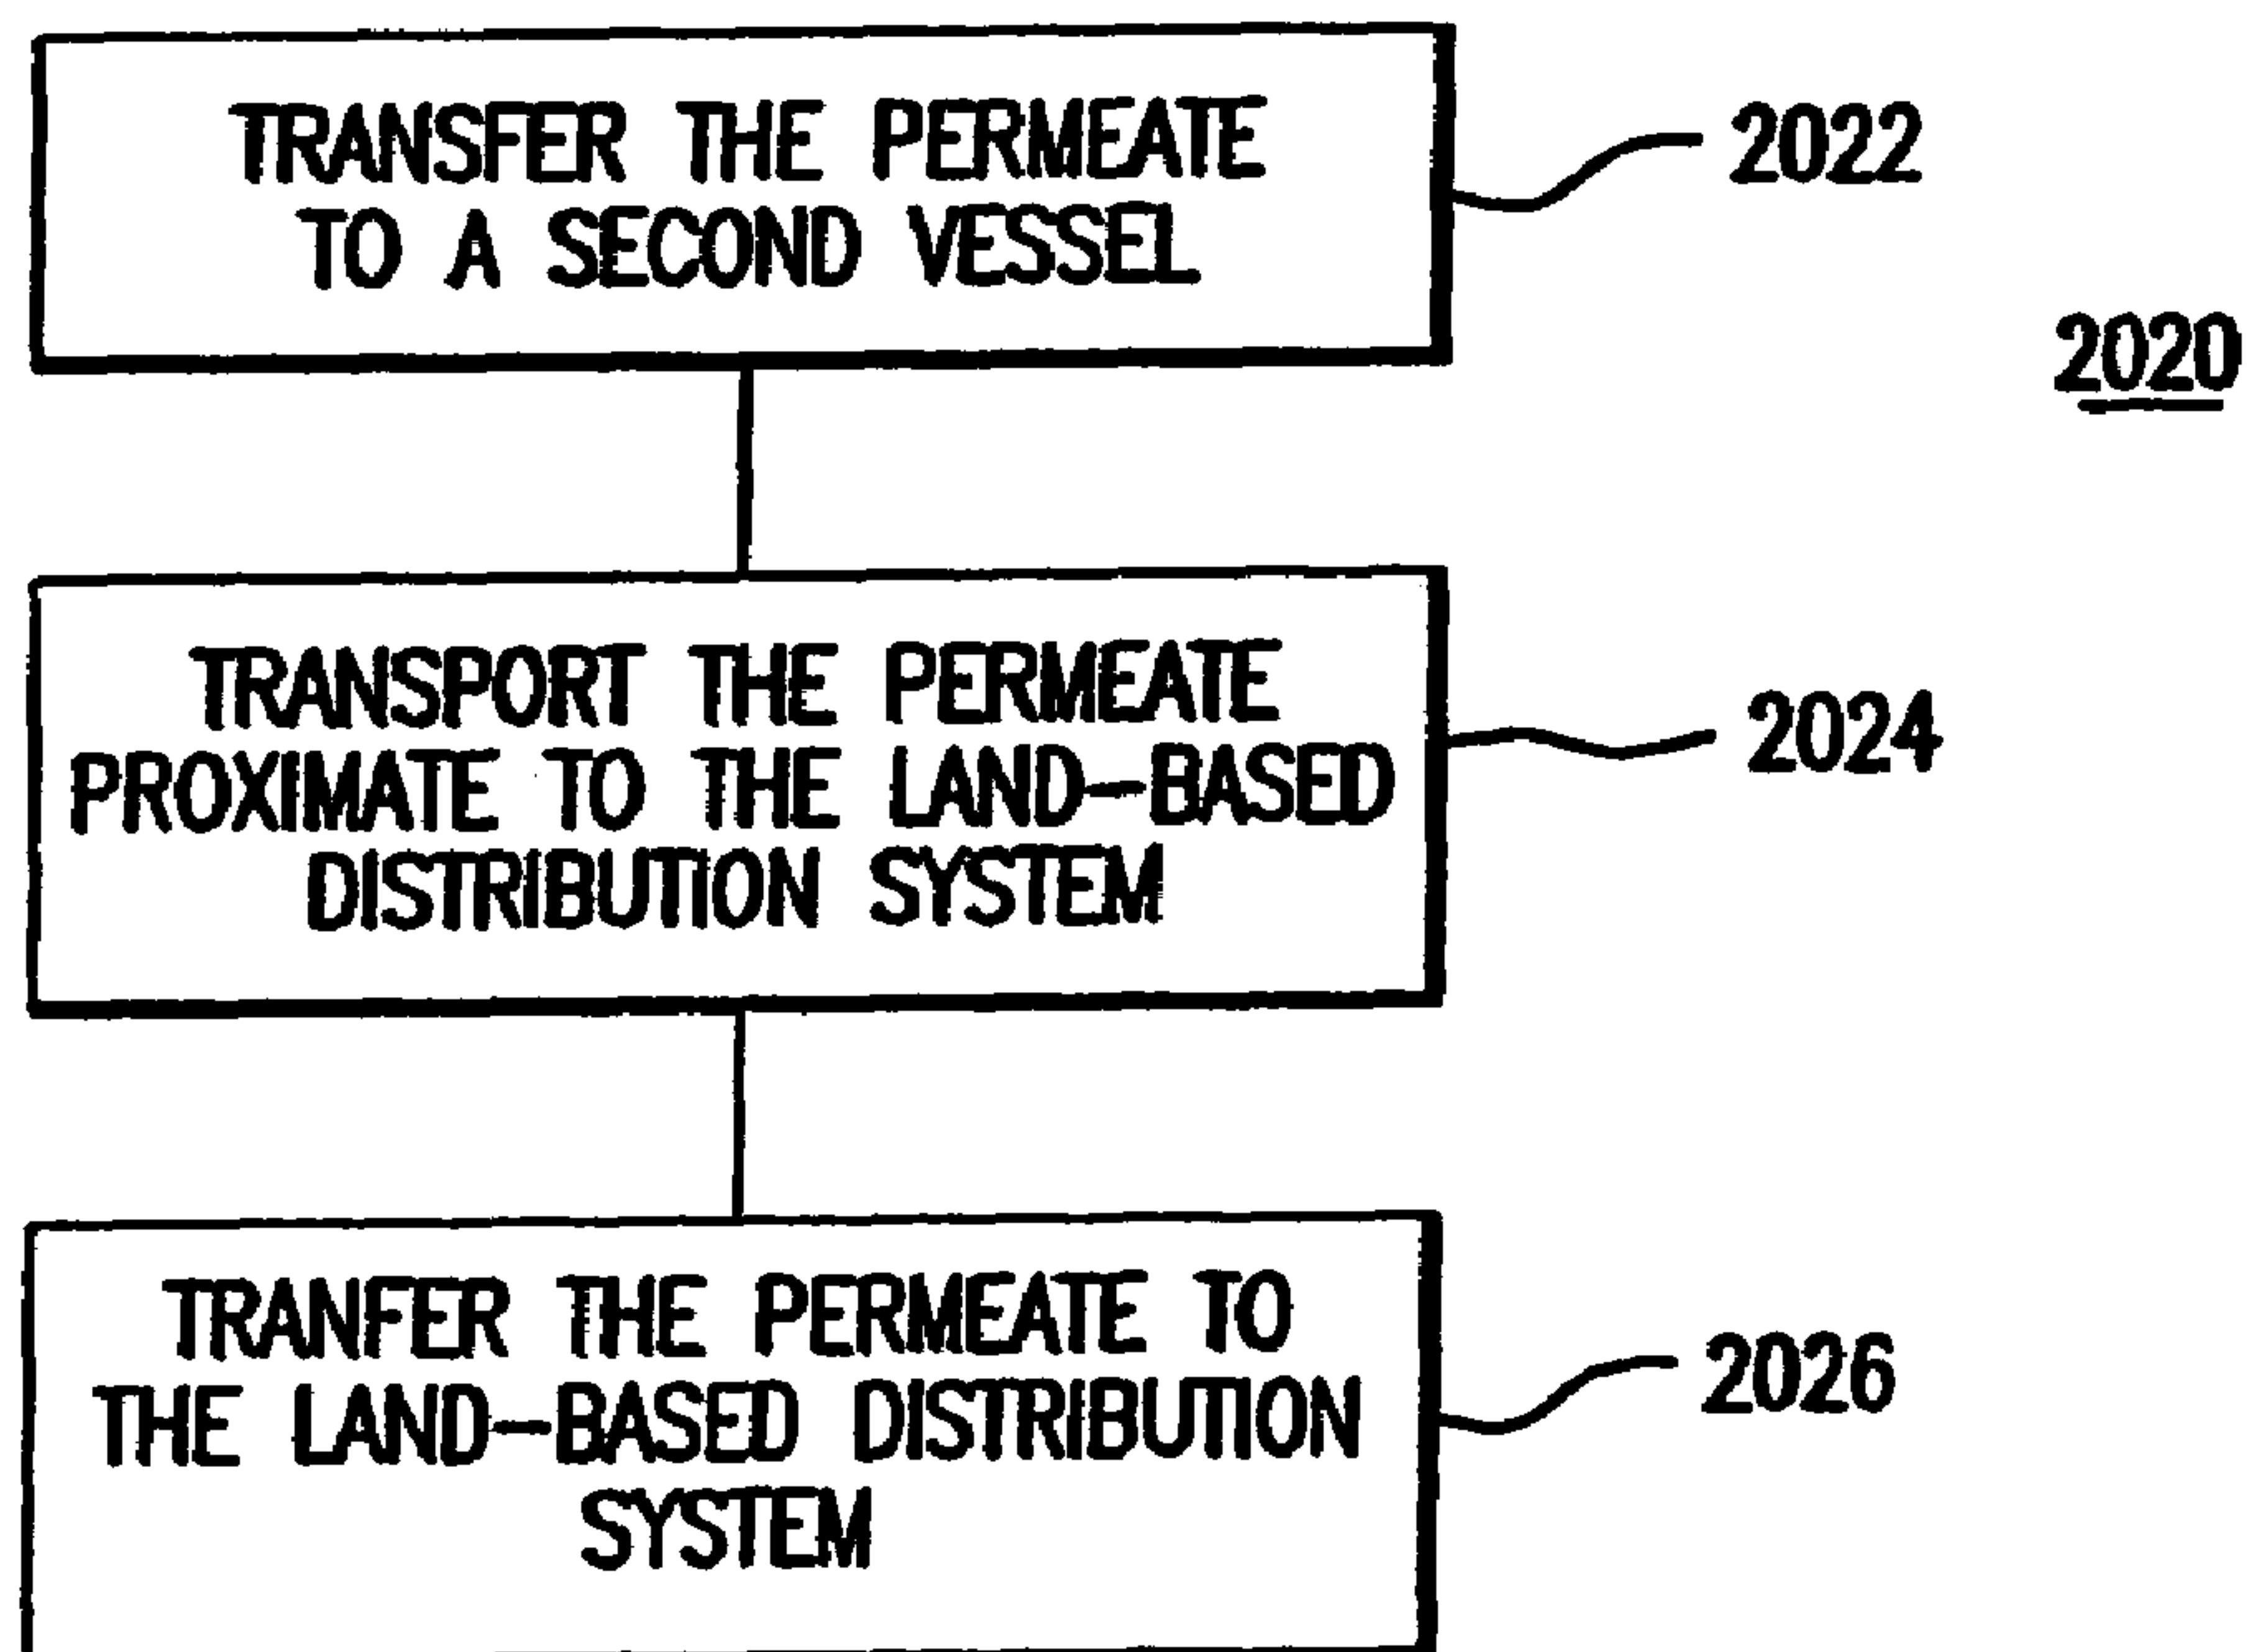 TRANSFER THE PERMEATE
TO A SECOND VESSEL
2022
2020
TRANSPORT THE PERMEATE
PROXIMATE TO THE LAND-BASED
DISTRIBUTION SYSTEM
2024
TRANFER THE PERMEATE TO
THE LAND-BASED DISTRIBUTION
SYSTEM
2026